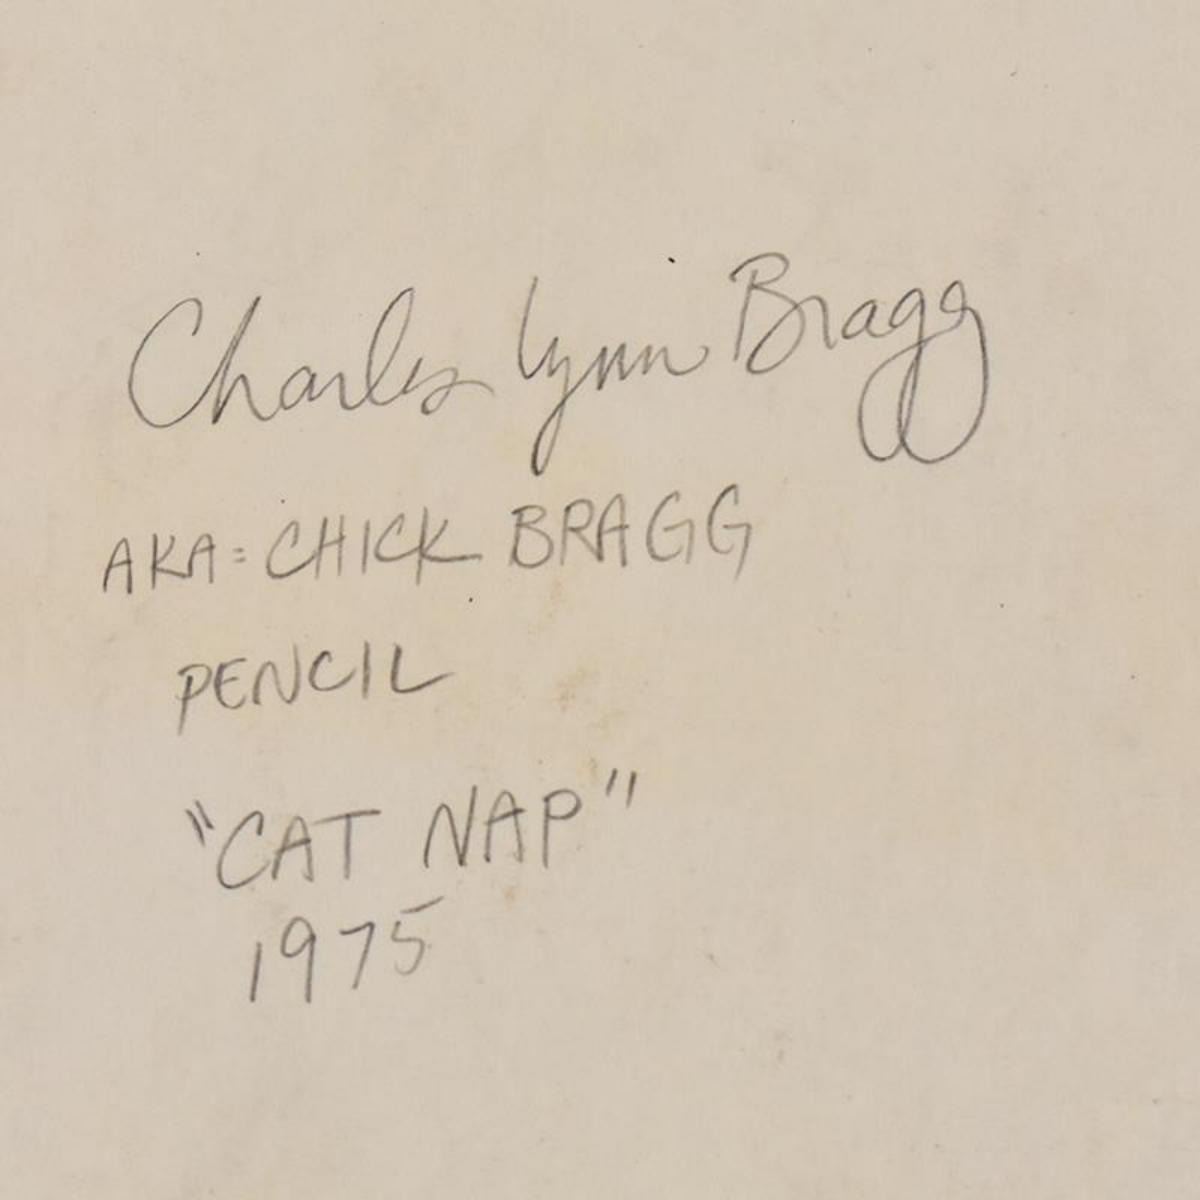 Charles Lynn Bragg
AKA: CHICK BRAGG
PENCIL
"CAT NAP"
1975